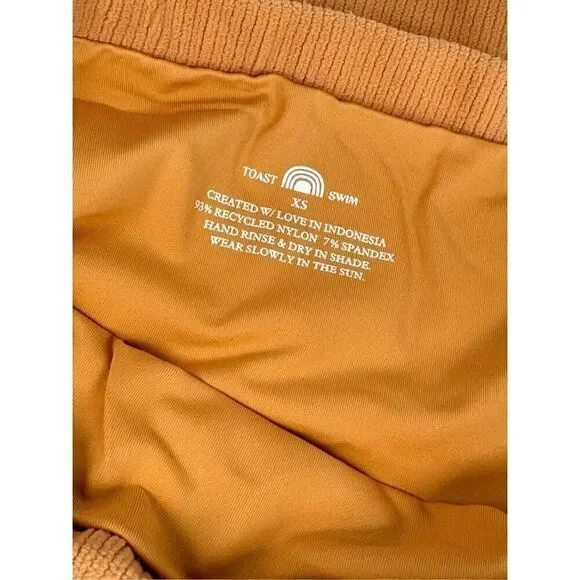 TOAST SWIM
XS
CREATED W/ LOVE IN INDONESIA
93% RECYCLED NYLON 7% SPANDEX
HAND RINSE & DRY IN SHADE.
WEAR SLOWLY IN THE SUN.